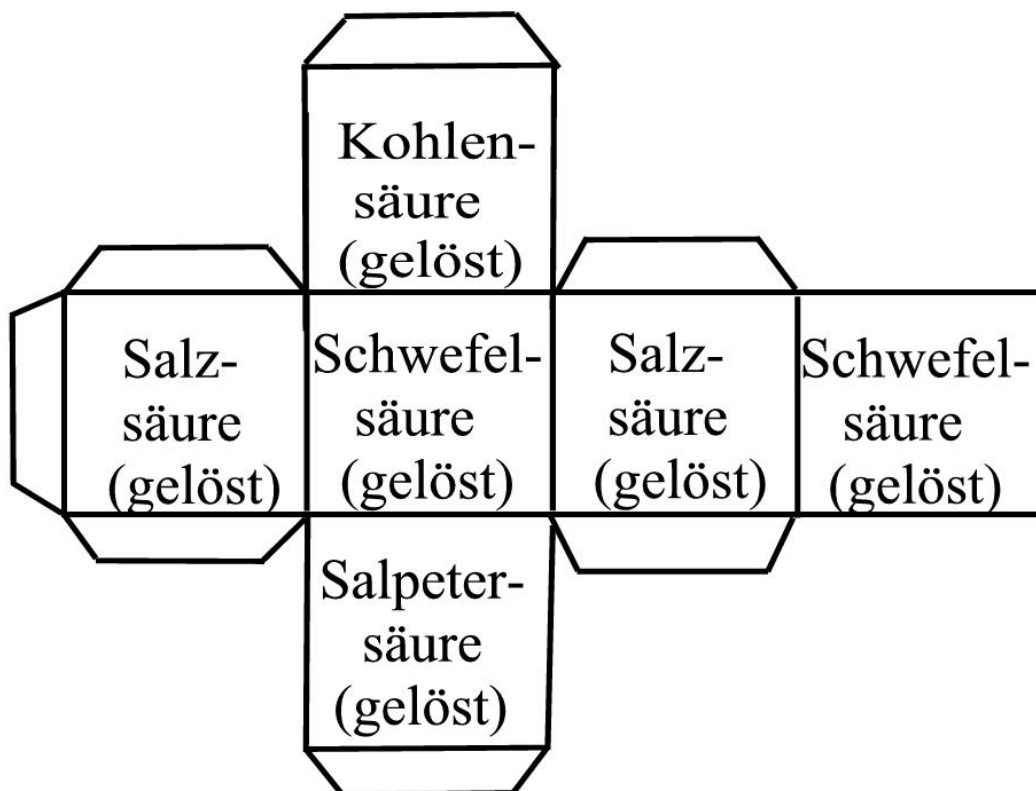 Kohlen-
säure
(gelöst)
Salz-
säure
(gelöst)
Schwefel-
säure
(gelöst)
Salz-
säure
(gelöst)
Schwefel-
säure
(gelöst)
Salpeter-
säure
(gelöst)